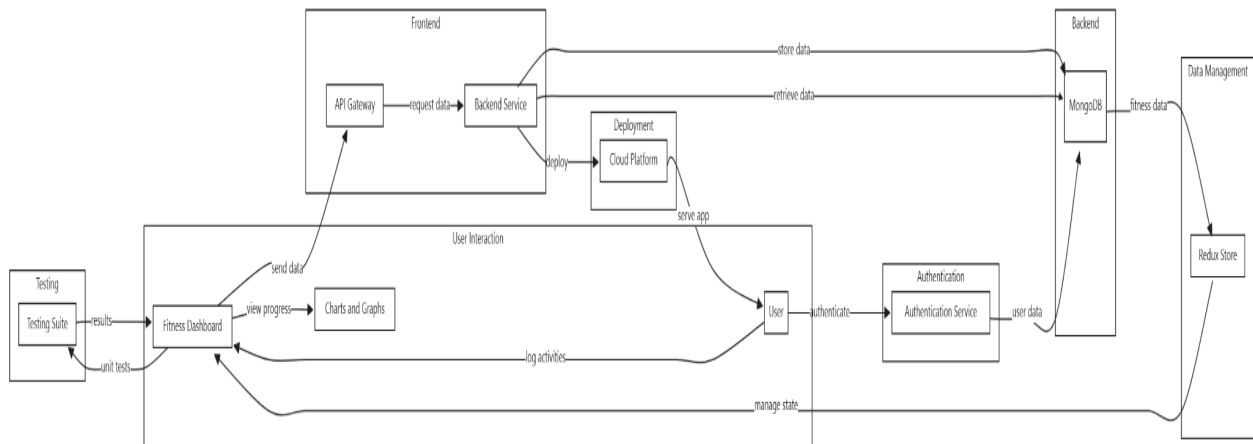 Frontend
Backend
store data
Data Management
API Gateway
request data
Backend Service
retrieve data
MongoDB
fitness data
Deployment
deploy
Cloud Platform
serve app
User Interaction
Redux Store
send data
Testing
Authentication
view progress
Charts and Graphs
Testing Suite
results
Fitness Dashboard
User
authenticate
Authentication Service
user data
unit tests
log activities
manage state